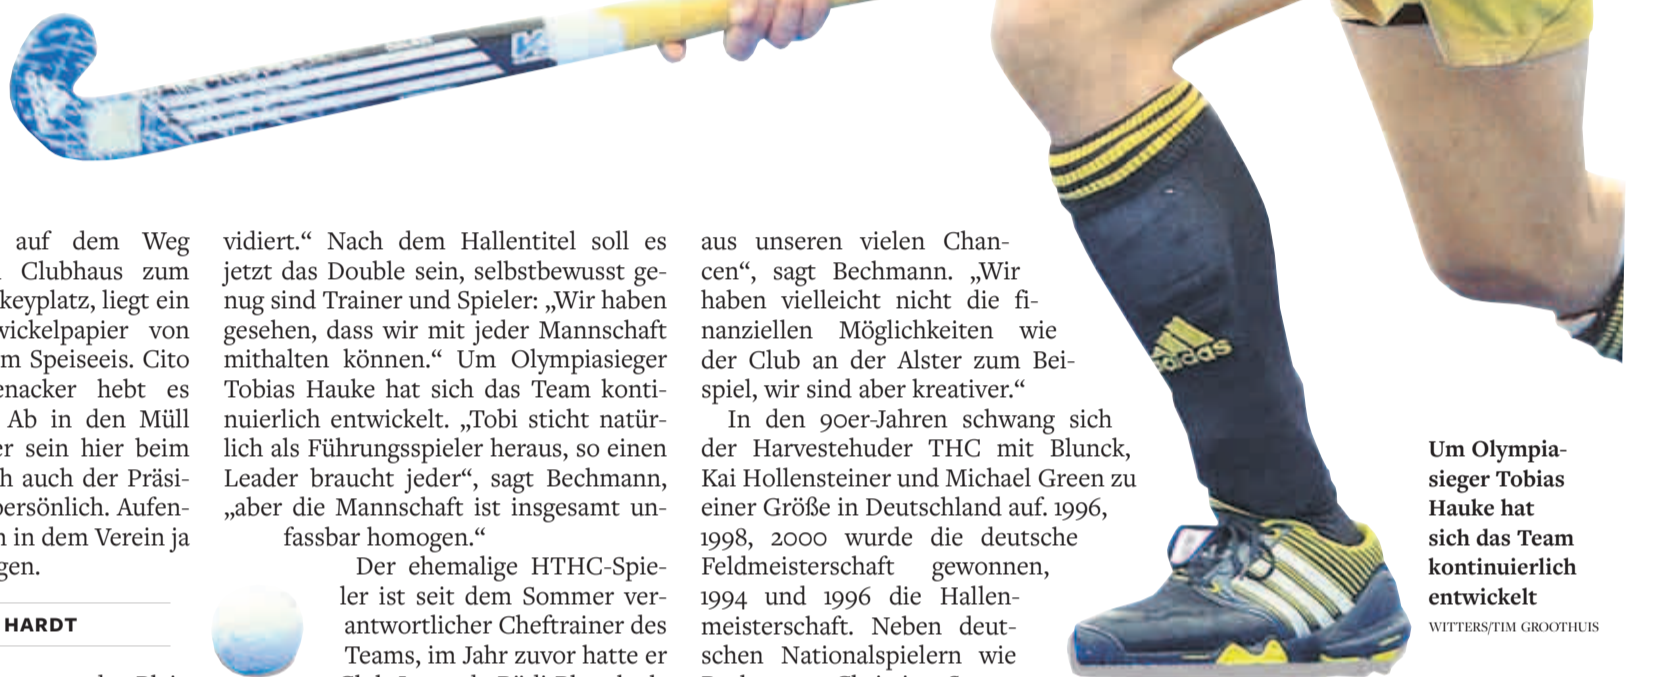 auf dem Weg
Clubhaus zum
keyplatz, liegt ein
wickelpapier von
m Speiseeis. Cito
enacker hebt es
Ab in den Müll
er sein hier beim
h auch der Präsi-
persönlich. Aufen-
n in dem Verein ja
gen.
HARDT
vidiert.“ Nach dem Hallentitel soll es
jetzt das Double sein, selbstbewusst ge-
nug sind Trainer und Spieler: „Wir haben
gesehen, dass wir mit jeder Mannschaft
mithalten können.“ Um Olympiasieger
Tobias Hauke hat sich das Team konti-
nuierlich entwickelt. „Tobi sticht natür-
lich als Führungsspieler heraus, so einen
Leader braucht jeder“, sagt Bechmann,
„aber die Mannschaft ist insgesamt un-
fassbar homogen.“
Der ehemalige HTHC-Spie-
ler ist seit dem Sommer ver-
antwortlicher Cheftrainer des
Teams, im Jahr zuvor hatte er
aus unseren vielen Chan-
cen“, sagt Bechmann. „Wir
haben vielleicht nicht die fi-
nanziellen Möglichkeiten wie
der Club an der Alster zum Bei-
spiel, wir sind aber kreativer.“
In den 90er-Jahren schwang sich
der Harvestehuder THC mit Blunck,
Kai Hollensteiner und Michael Green zu
einer Größe in Deutschland auf. 1996,
1998, 2000 wurde die deutsche
Feldmeisterschaft gewonnen,
1994 und 1996 die Hallen-
meisterschaft. Neben deut-
schen Nationalspielern wie
adidas
Um Olympia-
sieger Tobias
Hauke hat
sich das Team
kontinuierlich
entwickelt
WITTERS/TIM GROOTHUIS